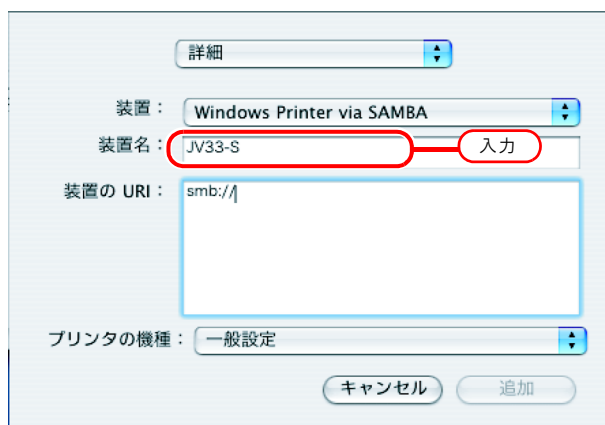 詳細
装置： Windows Printer via SAMBA
装置名： JV33-S 入力
装置の URI： smb://
プリンタの機種： 一般設定
キャンセル 追加